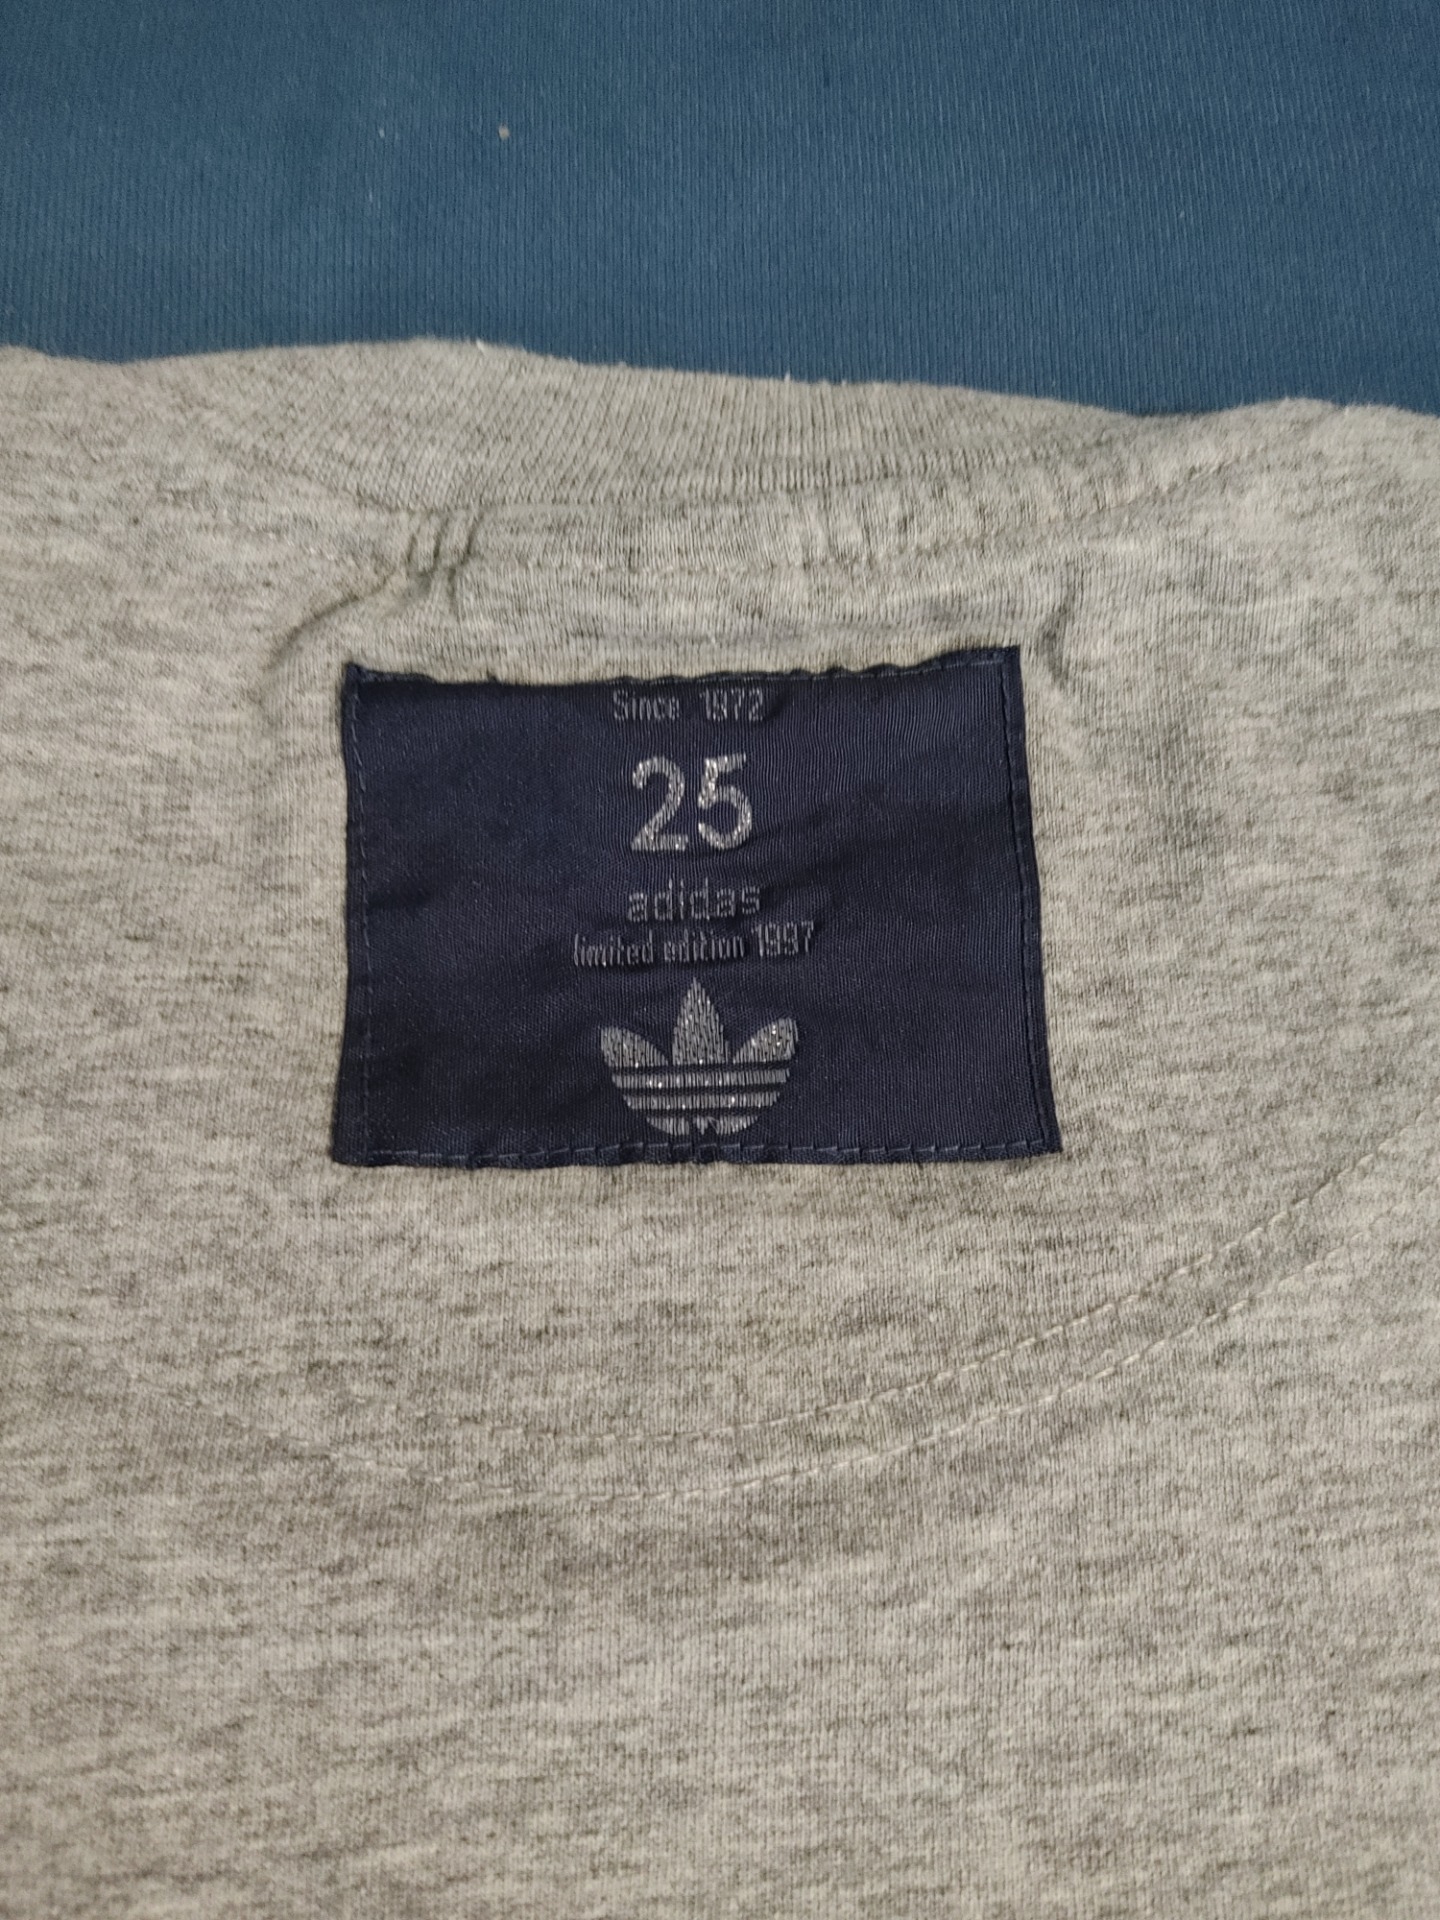 Since 1972
25
adidas
limited edition 1997